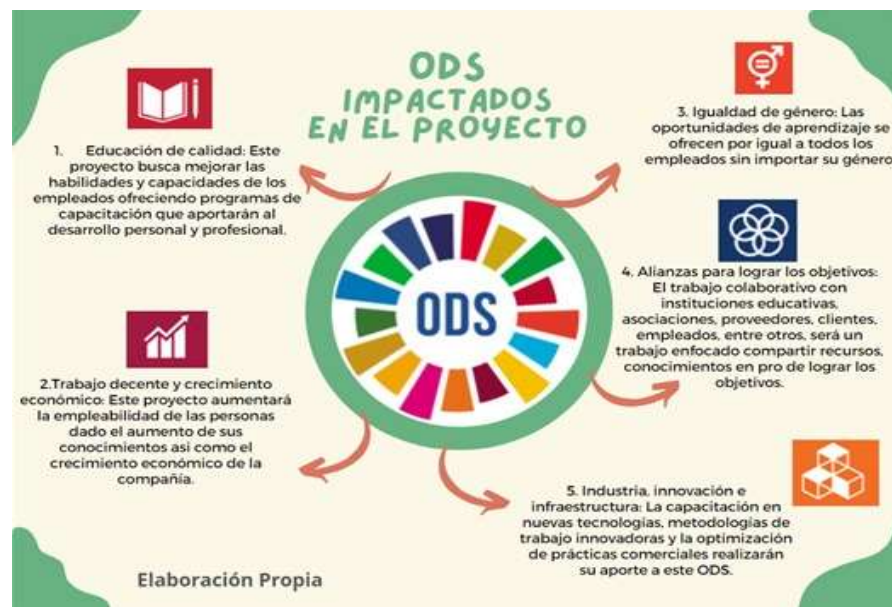 ODS
IMPACTADOS
EN EL PROYECTO
1. Educación de calidad: Este
proyecto busca mejorar las
habilidades y capacidades de los
empleados ofreciendo programas de
capacitación que aportarán al
desarrollo personal y profesional.
2.Trabajo decente y crecimiento
económico: Este proyecto aumentará
la empleabilidad de las personas
dado el aumento de sus
conocimientos asi como el
crecimiento económico de la
compañía.
3. Igualdad de género: Las
oportunidades de aprendizaje se
ofrecen por igual a todos los
empleados sin importar su género
4. Alianzas para lograr los objetivos:
El trabajo colaborativo con
instituciones educativas,
asociaciones, proveedores, clientes,
empleados, entre otros, será un
trabajo enfocado compartir recursos,
conocimientos en pro de lograr los
objetivos.
5. Industria, innovación e
infraestructura: La capacitación en
nuevas tecnologías, metodologías de
trabajo innovadoras y la optimización
de prácticas comerciales realizarán
su aporte a este ODS.
ODS
Elaboración Propia